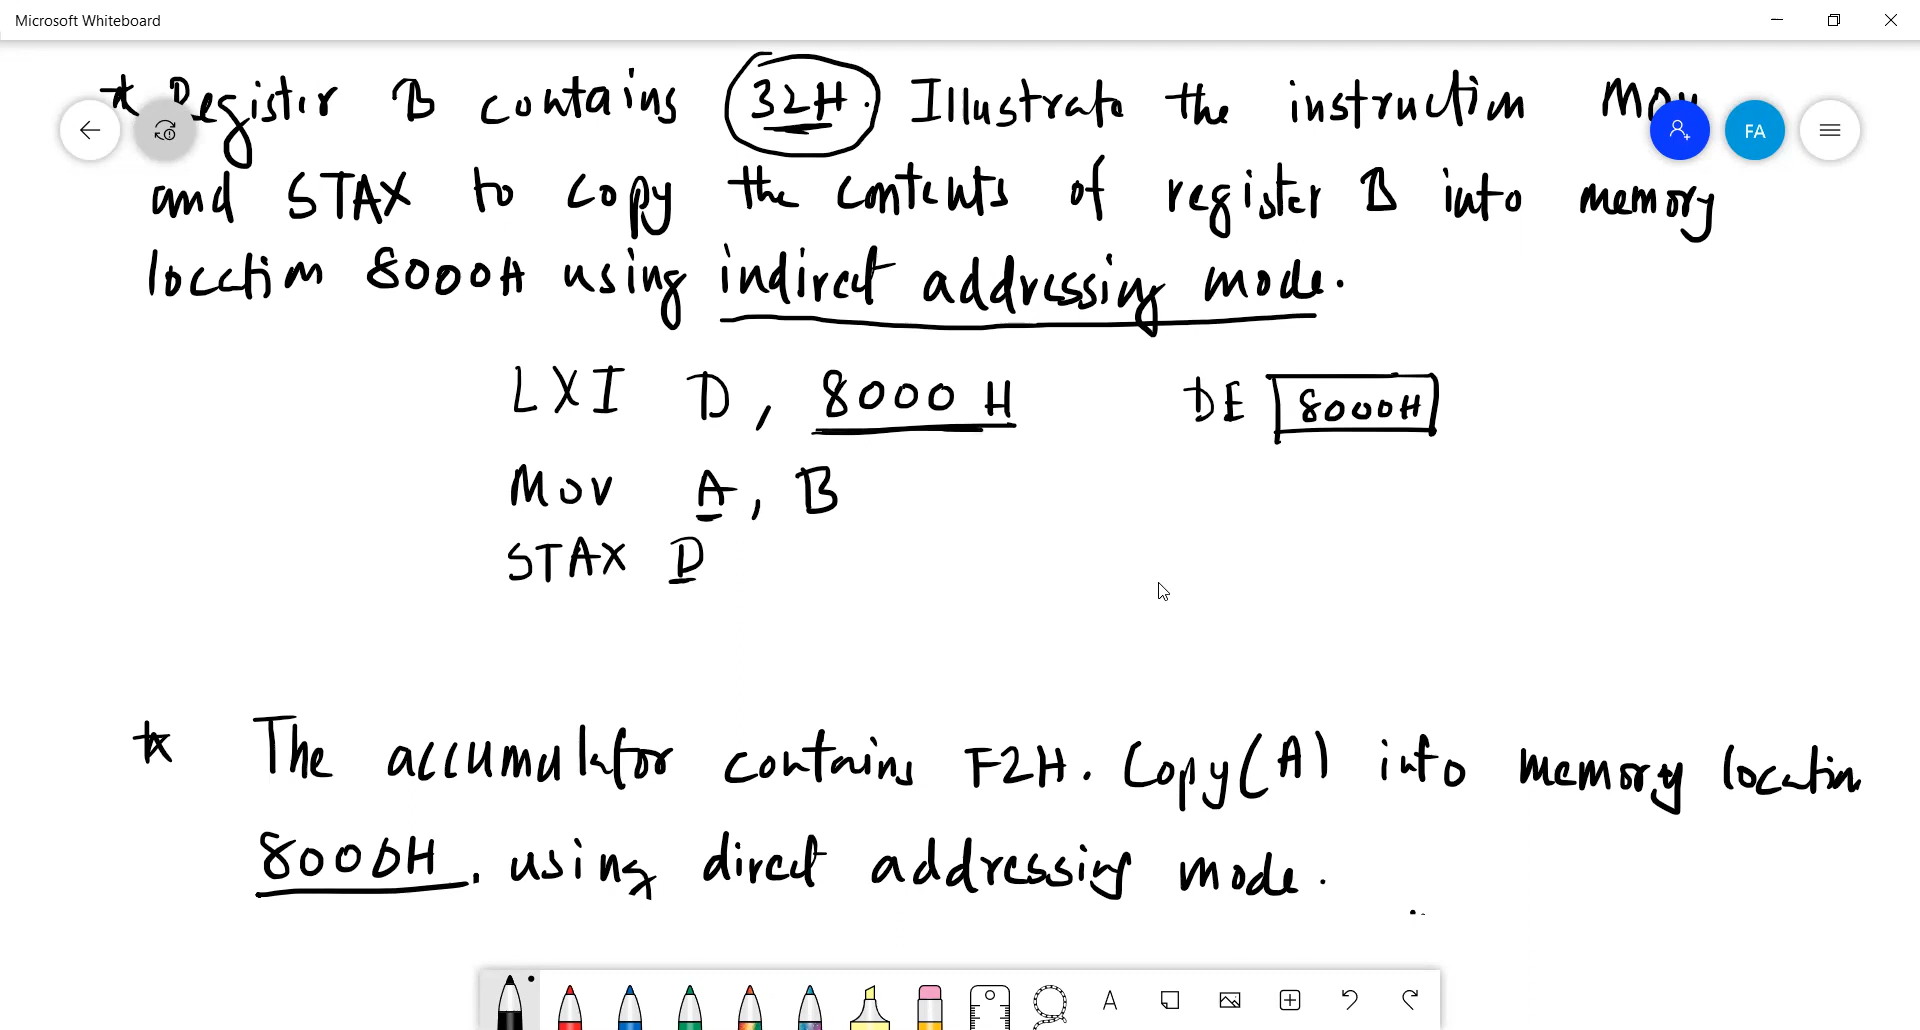 Microsoft Whiteboard
* Register B contains 32H. Illustrate the instruction Mov
and STAX to copy the contents of register B into memory
location 8000H using indirect addressing mode.
LXI D, 8000 H DE 8000H
Mov A, B
STAX D
* The accumulator contains F2H. Copy (A) into memory location
8000H. using direct addressing mode.
FA
A